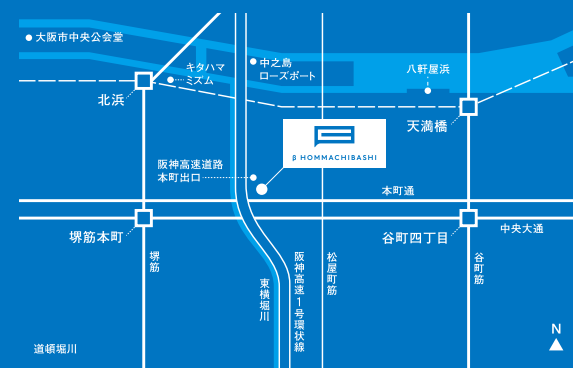 大阪市中央公会堂
中之島
ローズポート
キタハマ
ミズム
八軒屋浜
北浜
天満橋
β HOMMACHIBASHI
阪神高速道路
本町出口
本町通
堺筋本町
谷町四丁目
中央大通
堺筋
東横堀川
阪神高速1号環状線
松屋町筋
谷町筋
道頓堀川
N